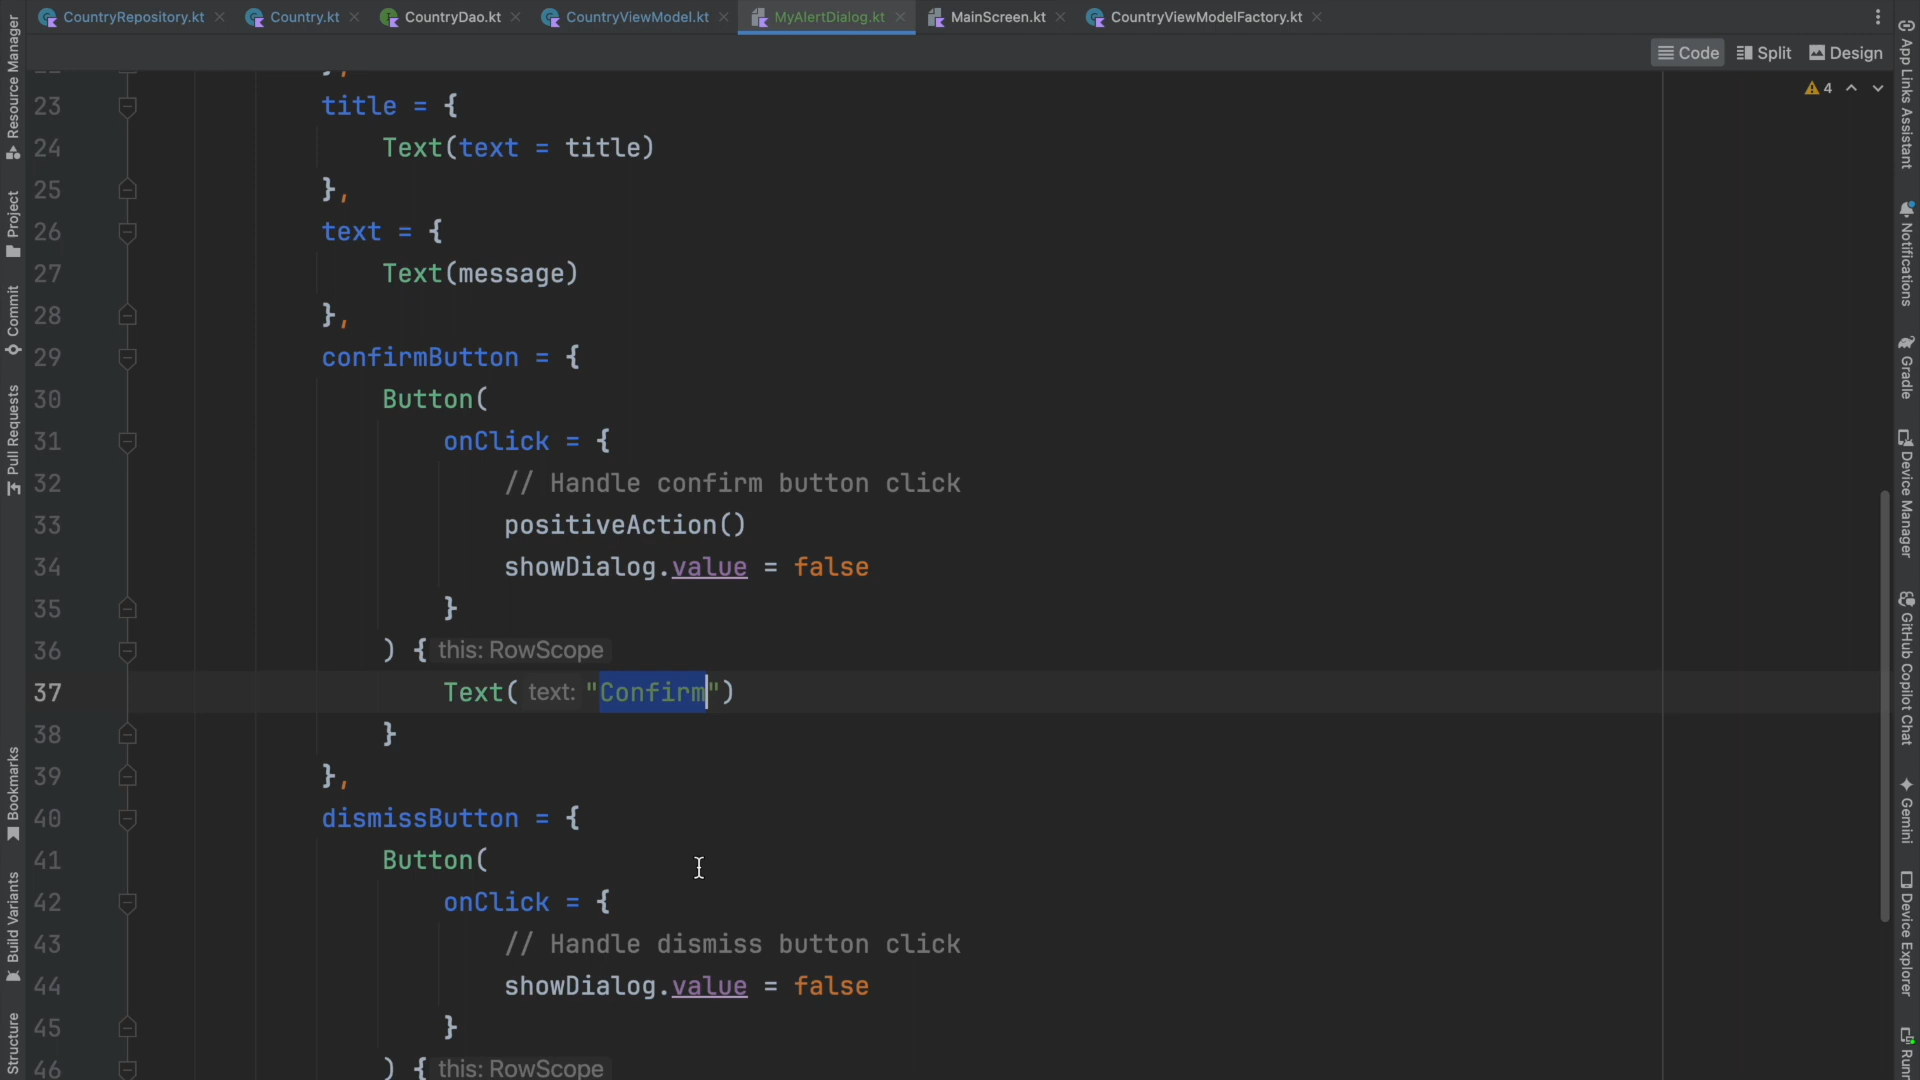 CountryRepository.kt
Country.kt
CountryDao.kt
CountryViewModel.kt
MyAlertDialog.kt
MainScreen.kt
CountryViewModelFactory.kt
Code
Split
Design
4
Resource Manager
Project
Commit
Pull Requests
Bookmarks
Build Variants
Structure
23 title = {
24 Text(text = title)
25 },
26 text = {
27 Text(message)
28 },
29 confirmButton = {
30 Button(
31 onClick = {
32 // Handle confirm button click
33 positiveAction()
34 showDialog.value = false
35 }
36 ) { this: RowScope
37 Text( text: "Confirm")
38 }
39 },
40 dismissButton = {
41 Button(
42 onClick = {
43 // Handle dismiss button click
44 showDialog.value = false
45 }
46 ) { this: RowScope
App Links Assistant
Notifications
Gradle
Device Manager
GitHub Copilot Chat
Gemini
Device Explorer